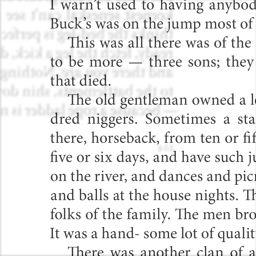 I warn't used to having anybod
Buck's was on the jump most of
This was all there was of the
to be more — three sons; they
that died.
The old gentleman owned a
dred niggers. Sometimes a sta
there, horseback, from ten or fif
five or six days, and have such ju
on the river, and dances and picn
and balls at the house nights. Th
folks of the family. The men bro
It was a hand- some lot of qualit
There was another clan of a